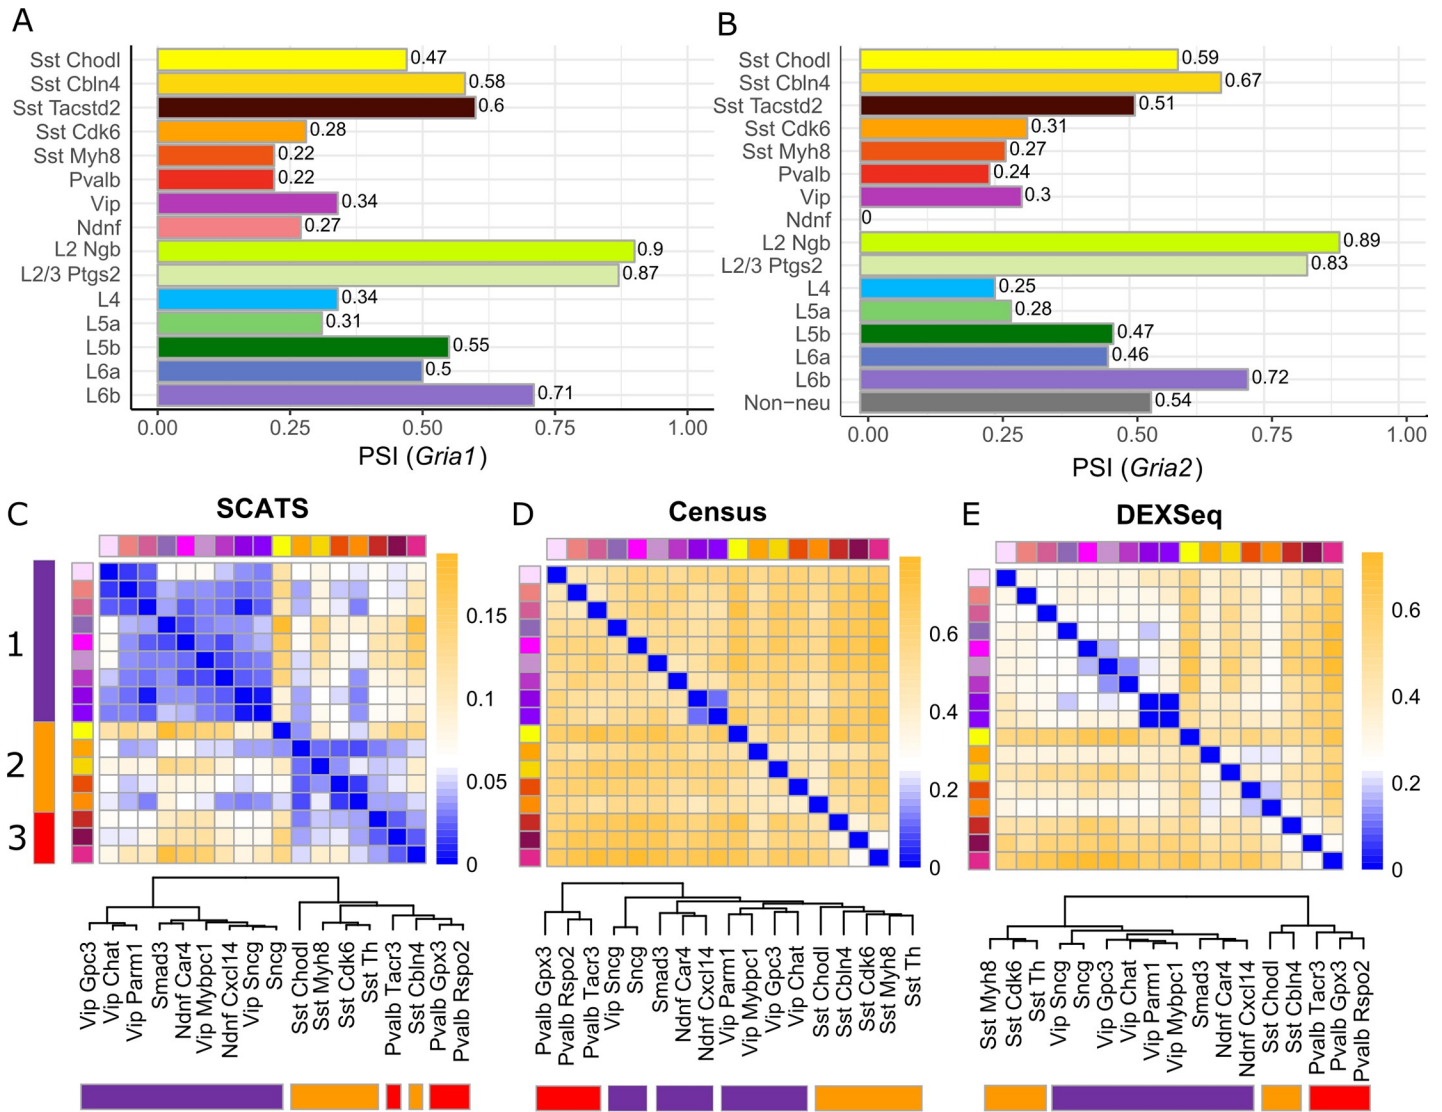 A
Sst Chodl 0.47
Sst Cbln4 0.58
Sst Tacstd2 0.6
Sst Cdk6 0.28
Sst Myh8 0.22
Pvalb 0.22
Vip 0.34
Ndnf 0.27
L2 Ngb 0.9
L2/3 Ptgs2 0.87
L4 0.34
L5a 0.31
L5b 0.55
L6a 0.5
L6b 0.71
0.00 0.25 0.50 0.75 1.00
PSI (Gria1)
B
Sst Chodl 0.59
Sst Cbln4 0.67
Sst Tacstd2 0.51
Sst Cdk6 0.31
Sst Myh8 0.27
Pvalb 0.24
Vip 0.3
Ndnf 0
L2 Ngb 0.89
L2/3 Ptgs2 0.83
L4 0.25
L5a 0.28
L5b 0.47
L6a 0.46
L6b 0.72
Non−neu 0.54
0.00 0.25 0.50 0.75 1.00
PSI (Gria2)
C
SCATS
1
2
3
0.15
0.1
0.05
0
Vip Gpc3
Vip Chat
Vip Parm1
Smad3
Ndnf Car4
Vip Mybpc1
Ndnf Cxcl14
Vip Sncg
Sncg
Sst Chodl
Sst Myh8
Sst Cdk6
Sst Th
Pvalb Tacr3
Sst Cbln4
Pvalb Gpx3
Pvalb Rspo2
D
Census
0.6
0.4
0.2
0
Pvalb Gpx3
Pvalb Rspo2
Pvalb Tacr3
Vip Sncg
Sncg
Smad3
Ndnf Car4
Ndnf Cxcl14
Vip Parm1
Vip Mybpc1
Vip Gpc3
Vip Chat
Sst Chodl
Sst Cbln4
Sst Cdk6
Sst Myh8
Sst Th
E
DEXSeq
0.6
0.4
0.2
0
Sst Myh8
Sst Cdk6
Sst Th
Vip Sncg
Sncg
Vip Gpc3
Vip Chat
Vip Parm1
Vip Mybpc1
Smad3
Ndnf Car4
Ndnf Cxcl14
Sst Chodl
Sst Cbln4
Pvalb Tacr3
Pvalb Gpx3
Pvalb Rspo2